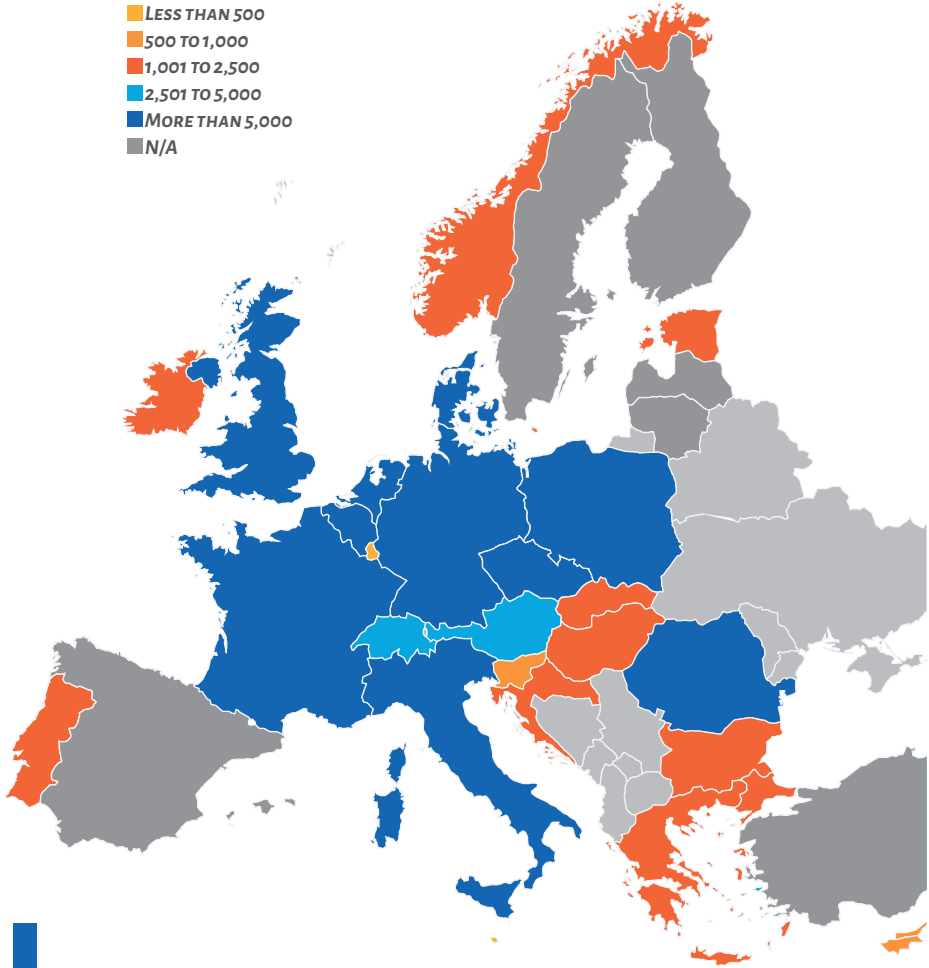 Less than 500
500 to 1,000
1,001 to 2,500
2,501 to 5,000
More than 5,000
N/A